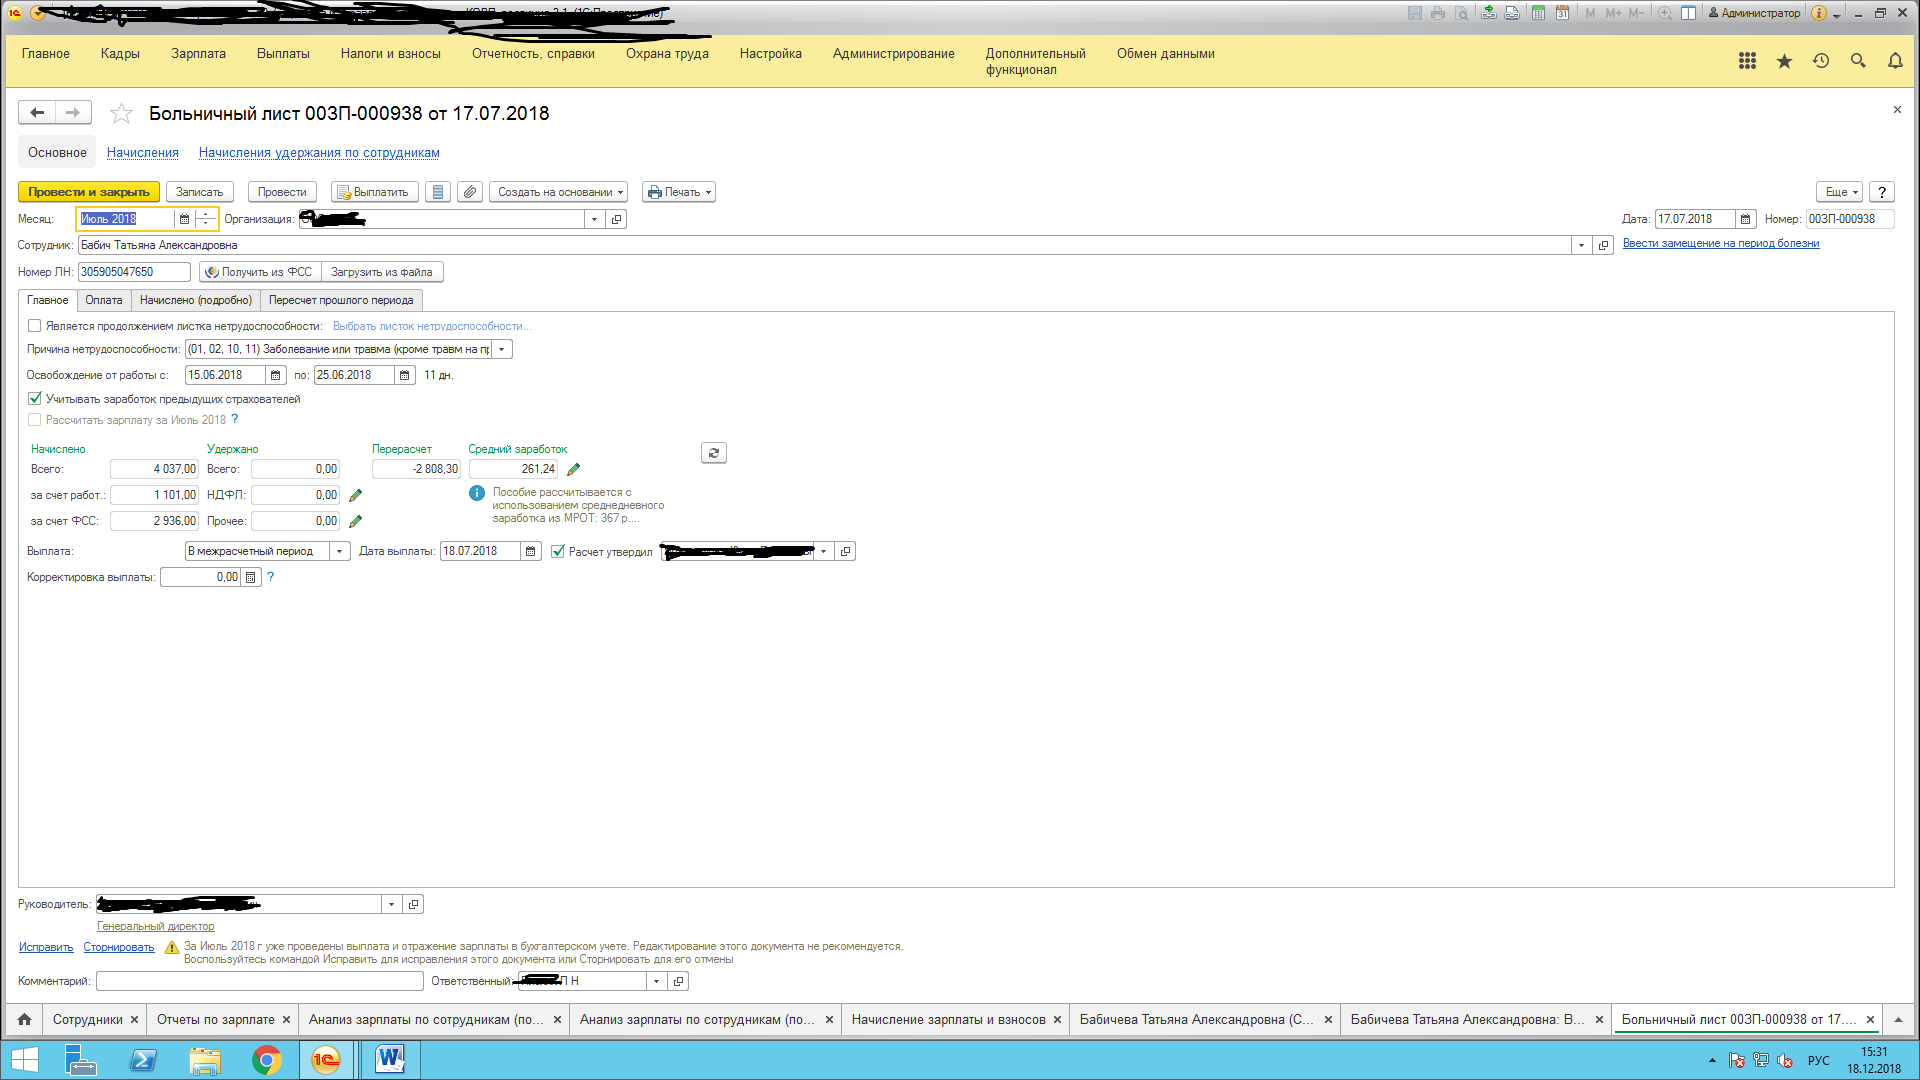 Администратор
M M+ M-
Главное Кадры Зарплата Выплаты Налоги и взносы Отчетность, справки Охрана труда Настройка Администрирование Дополнительный функционал Обмен данными
Больничный лист 00ЗП-000938 от 17.07.2018
Основное Начисления Начисления удержания по сотрудникам
Провести и закрыть Записать Провести Выплатить Создать на основании Печать Еще ?
Месяц: Июль 2018 Организация: Дата: 17.07.2018 Номер: 00ЗП-000938
Сотрудник: Бабич Татьяна Александровна Ввести замещение на период болезни
Номер ЛН: 305905047650 Получить из ФСС Загрузить из файла
Главное Оплата Начислено (подробно) Пересчет прошлого периода
Является продолжением листка нетрудоспособности: Выбрать листок нетрудоспособности...
Причина нетрудоспособности: (01, 02, 10, 11) Заболевание или травма (кроме травм на пр
Освобождение от работы с: 15.06.2018 по: 25.06.2018 11 дн.
Учитывать заработок предыдущих страхователей
Рассчитать зарплату за Июль 2018 ?
Начислено Удержано Перерасчет Средний заработок
Всего: 4 037,00 Всего: 0,00 -2 808,30 261,24
за счет работ.: 1 101,00 НДФЛ: 0,00
за счет ФСС: 2 936,00 Прочее: 0,00
Пособие рассчитывается с
использованием среднедневного
заработка из МРОТ: 367 р....
Выплата: В межрасчетный период Дата выплаты: 18.07.2018 Расчет утвердил
Корректировка выплаты: 0,00 ?
Руководитель:
Генеральный директор
Исправить Сторнировать За Июль 2018 г уже проведены выплата и отражение зарплаты в бухгалтерском учете. Редактирование этого документа не рекомендуется.
Воспользуйтесь командой Исправить для исправления этого документа или Сторнировать для его отмены
Комментарий: Ответственный: П Н
Сотрудники Отчеты по зарплате Анализ зарплаты по сотрудникам (по... Анализ зарплаты по сотрудникам (по... Начисление зарплаты и взносов Бабичева Татьяна Александровна (С... Бабичева Татьяна Александровна: В... Больничный лист 00ЗП-000938 от 17....
РУС 15:31
18.12.2018